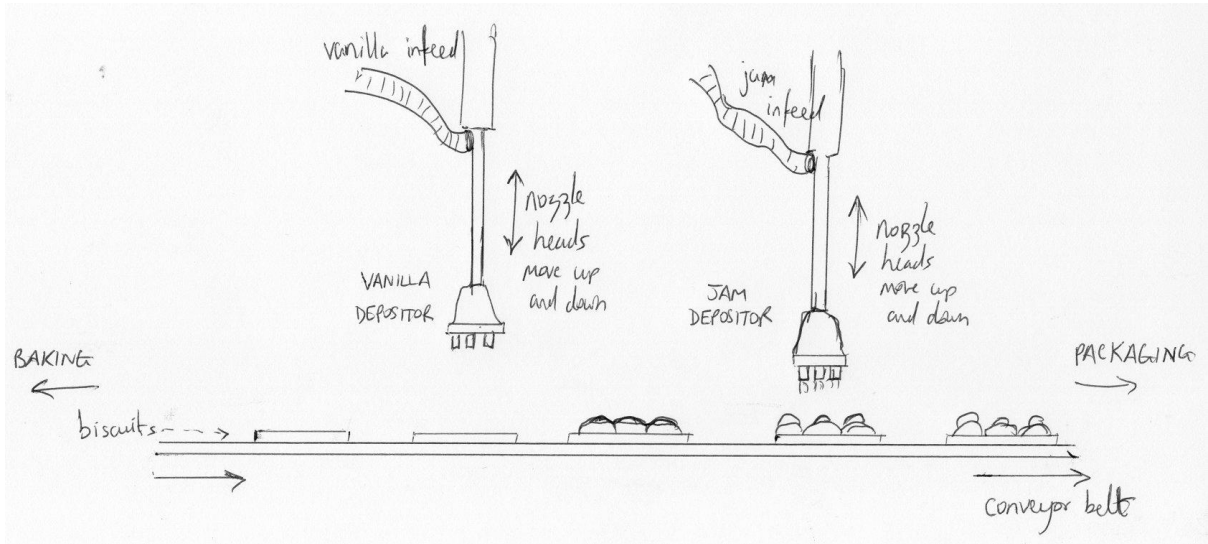 vanilla infeed
jam
infeed
nozzle
heads
move up
and down
nozzle
heads
move up
and down
VANILLA
DEPOSITOR
JAM
DEPOSITOR
BAKING
PACKAGING
biscuits
conveyor belt